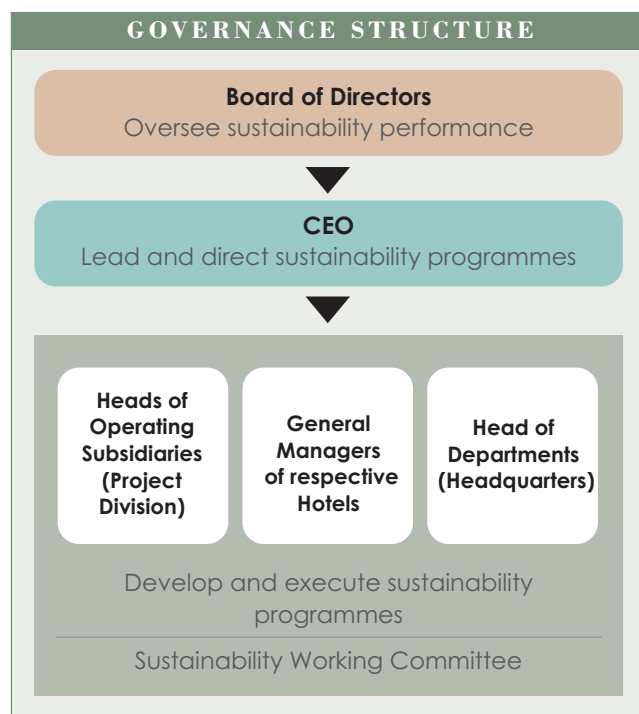 GOVERNANCE STRUCTURE
Board of Directors
Oversee sustainability performance
CEO
Lead and direct sustainability programmes
Heads of
Operating
Subsidiaries
(Project
Division)
General
Managers
of respective
Hotels
Head of
Departments
(Headquarters)
Develop and execute sustainability
programmes
Sustainability Working Committee